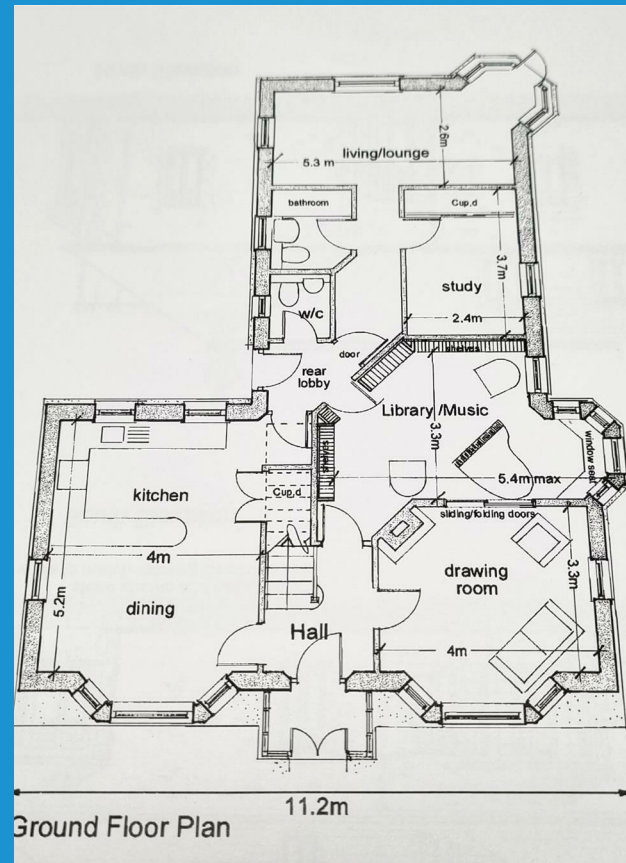 2.6m
living/lounge
5.3 m
bathroom
Cup,d
3.7m
study
w/c
2.4m
door
shelves
rear
lobby
Library /Music
3.3m
shelves
window seat
5.4m max
Cup,d
kitchen
sliding/folding doors
4m
drawing
room
3.3m
5.2m
dining
Hall
4m
11.2m
Ground Floor Plan